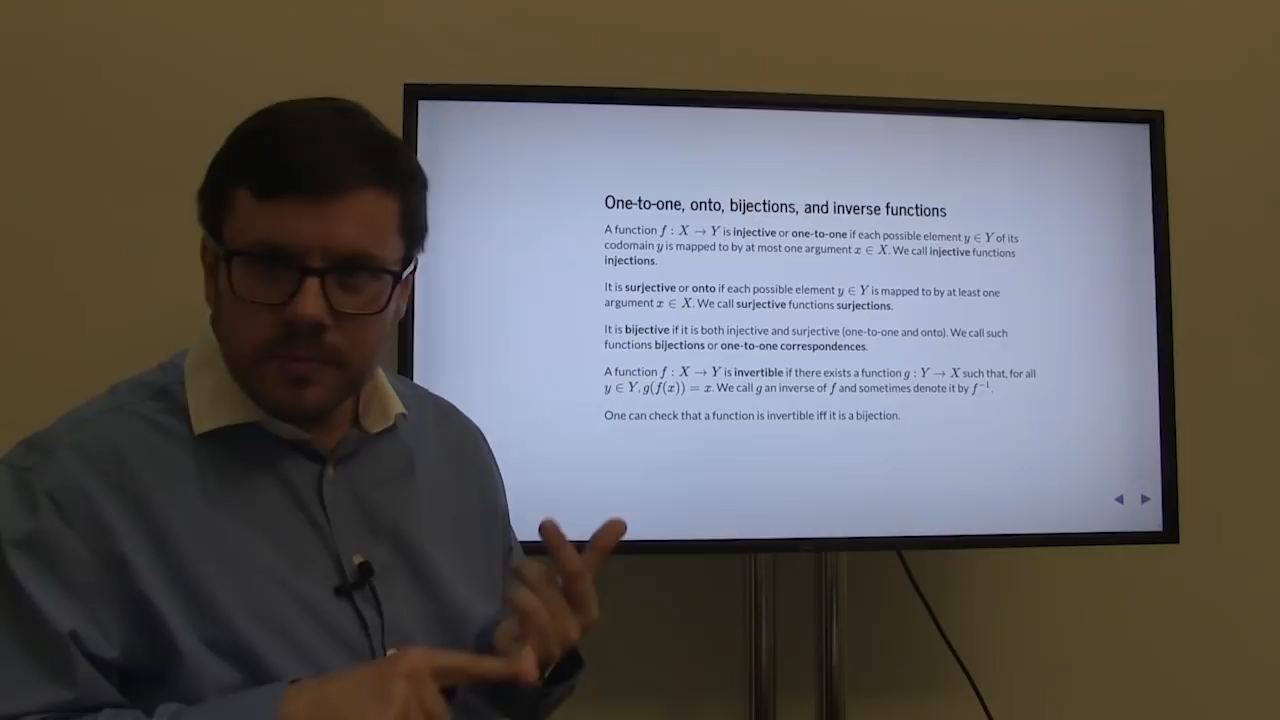 One-to-one, onto, bijections, and inverse functions
A function f : X → Y is injective or one-to-one if each possible element y ∈ Y of its
codomain y is mapped to by at most one argument x ∈ X. We call injective functions
injections.
It is surjective or onto if each possible element y ∈ Y is mapped to by at least one
argument x ∈ X. We call surjective functions surjections.
It is bijective if it is both injective and surjective (one-to-one and onto). We call such
functions bijections or one-to-one correspondences.
A function f : X → Y is invertible if there exists a function g : Y → X such that, for all
y ∈ Y, g(f(x)) = x. We call g an inverse of f and sometimes denote it by f⁻¹.
One can check that a function is invertible iff it is a bijection.